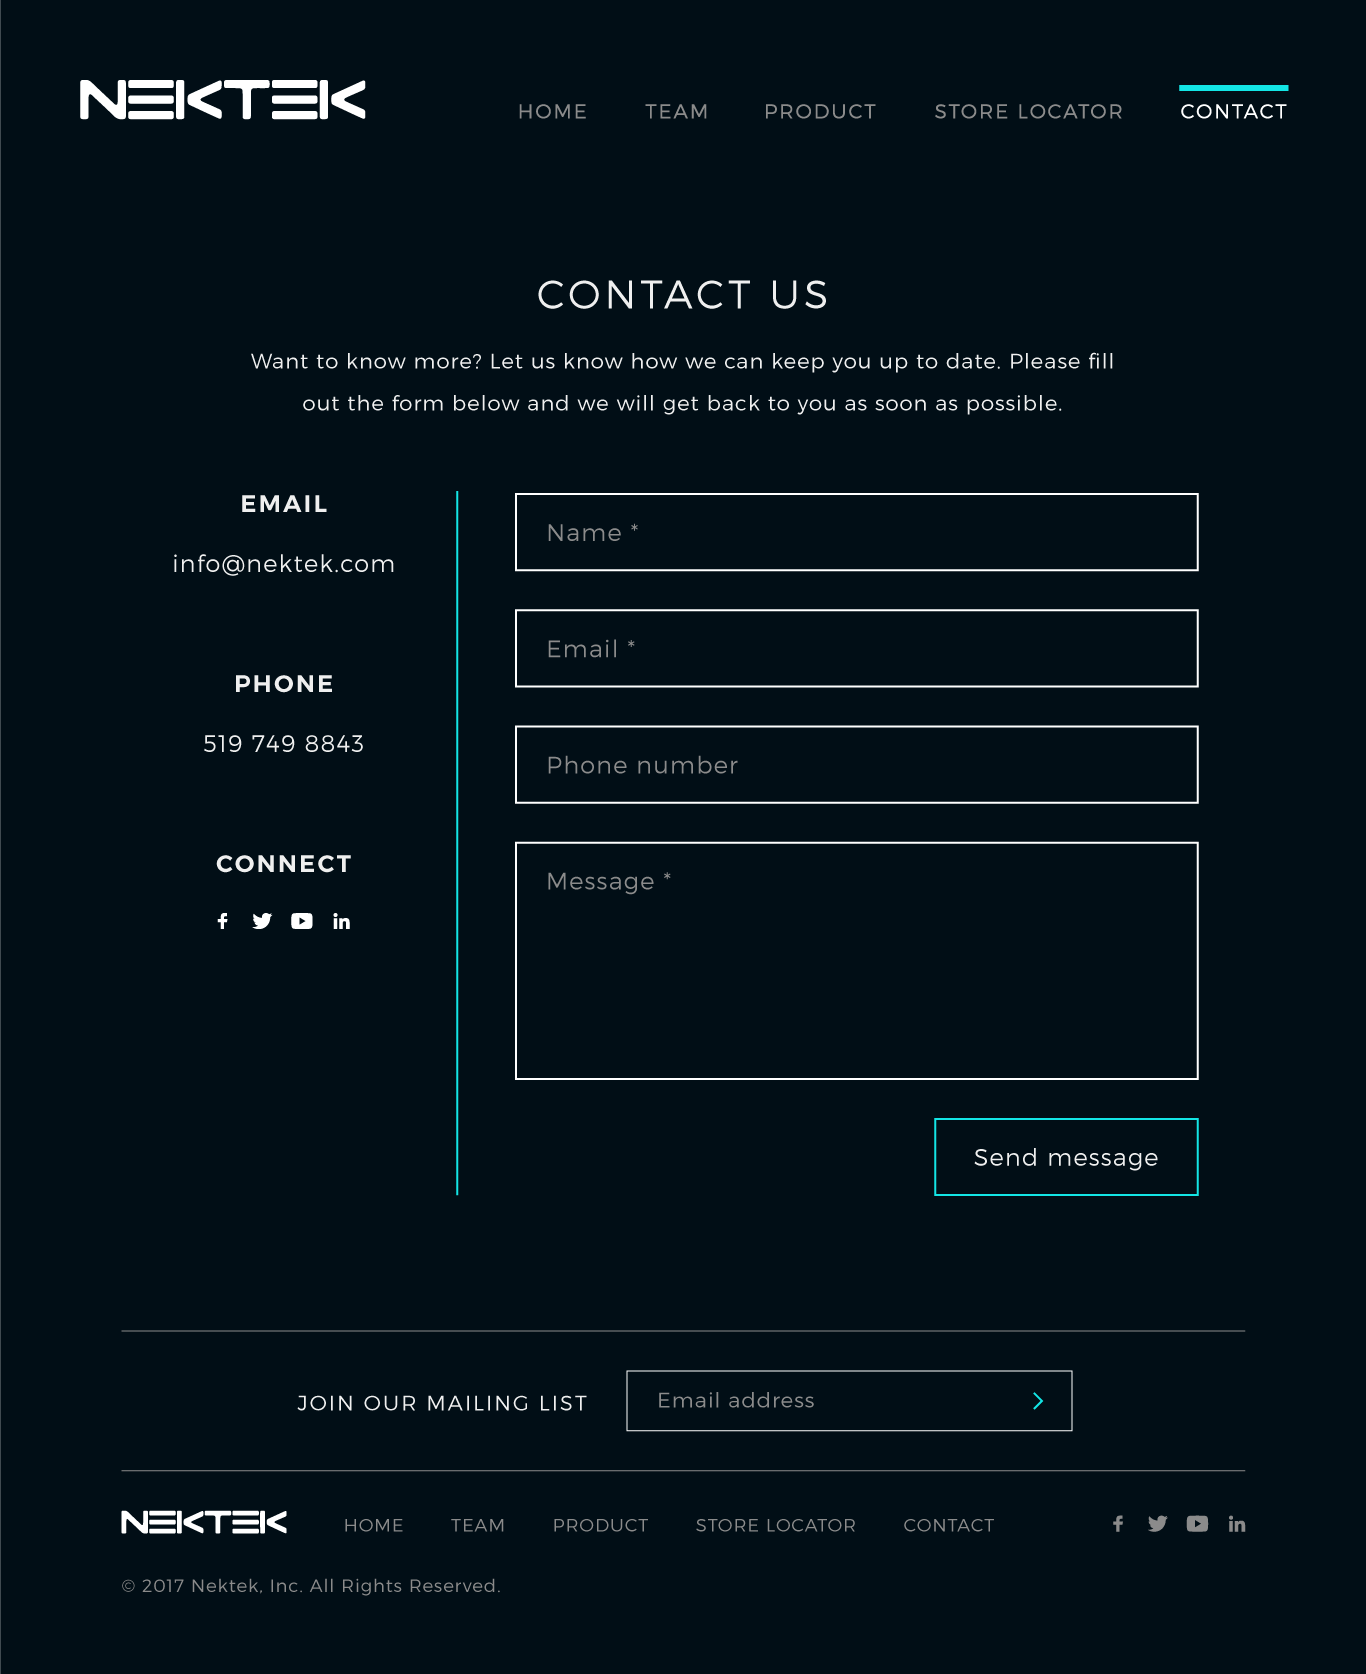 NEKTEK
HOME TEAM PRODUCT STORE LOCATOR CONTACT
CONTACT US
Want to know more? Let us know how we can keep you up to date. Please fill
out the form below and we will get back to you as soon as possible.
EMAIL
info@nektek.com
PHONE
519 749 8843
CONNECT
Name *
Email *
Phone number
Message *
Send message
JOIN OUR MAILING LIST
Email address
NEKTEK
HOME TEAM PRODUCT STORE LOCATOR CONTACT
© 2017 Nektek, Inc. All Rights Reserved.